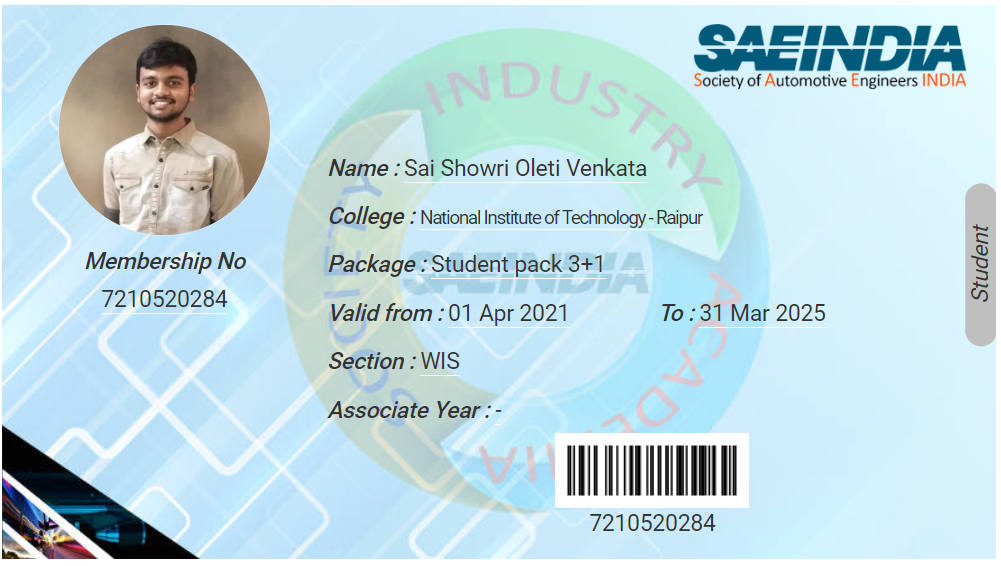 SAEINDIA
Society of Automotive Engineers INDIA
INDUSTRY
ACADEMIA
SOCIETY
SAEINDIA
Name : Sai Showri Oleti Venkata
College : National Institute of Technology - Raipur
Package : Student pack 3+1
Valid from : 01 Apr 2021 To : 31 Mar 2025
Section : WIS
Associate Year : -
Membership No
7210520284
Student
7210520284